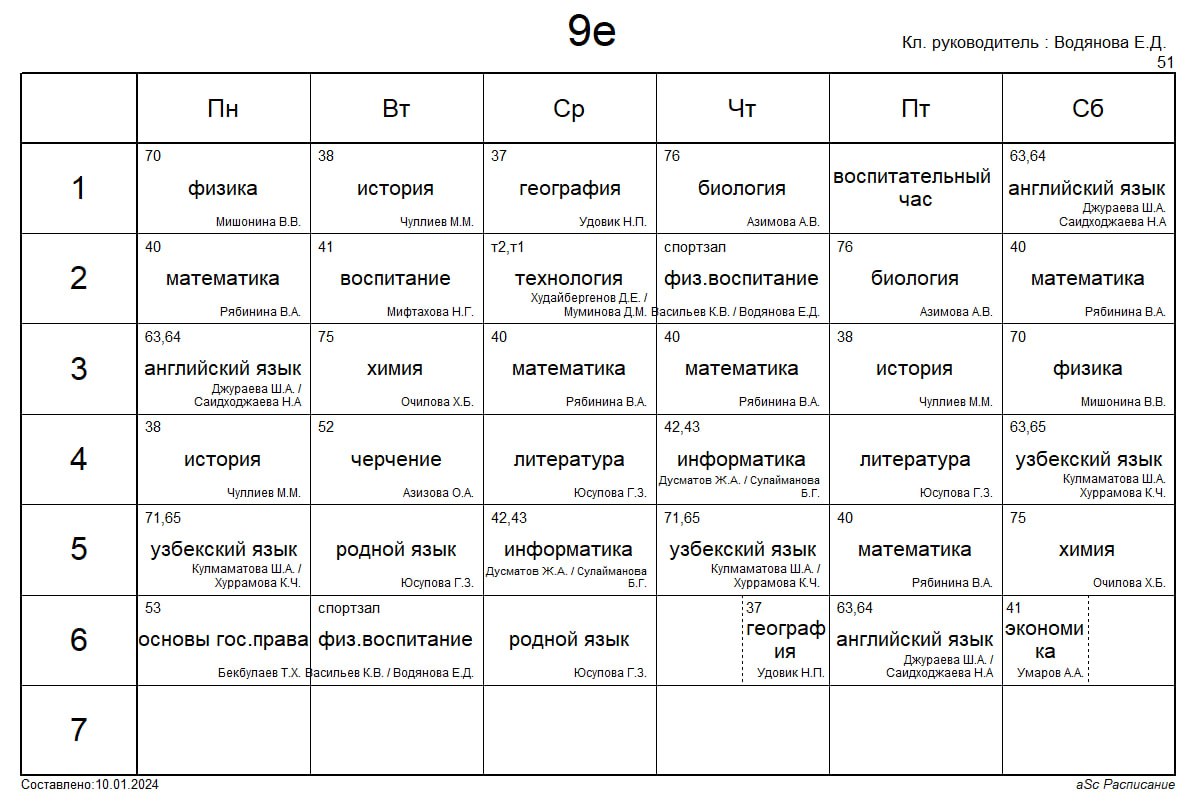 9е
Кл. руководитель : Водянова Е.Д.
51
Пн
Вт
Ср
Чт
Пт
Сб
1
70
физика
Мишонина В.В.
38
история
Чуллиев М.М.
37
география
Удовик Н.П.
76
биология
Азимова А.В.
воспитательный
час
63,64
английский язык
Джураева Ш.А.
Саидходжаева Н.А
2
40
математика
Рябинина В.А.
41
воспитание
Мифтахова Н.Г.
т2,т1
технология
Худайбергенов Д.Е. /
Муминова Д.М.
спортзал
физ.воспитание
Васильев К.В. / Водянова Е.Д.
76
биология
Азимова А.В.
40
математика
Рябинина В.А.
3
63,64
английский язык
Джураева Ш.А. /
Саидходжаева Н.А
75
химия
Очилова Х.Б.
40
математика
Рябинина В.А.
40
математика
Рябинина В.А.
38
история
Чуллиев М.М.
70
физика
Мишонина В.В.
4
38
история
Чуллиев М.М.
52
черчение
Азизова О.А.
литература
Юсупова Г.З.
42,43
информатика
Дусматов Ж.А. / Сулайманова
Б.Г.
литература
Юсупова Г.З.
63,65
узбекский язык
Кулмаматова Ш.А.
Хуррамова К.Ч.
5
71,65
узбекский язык
Кулмаматова Ш.А. /
Хуррамова К.Ч.
родной язык
Юсупова Г.З.
42,43
информатика
Дусматов Ж.А. / Сулайманова
Б.Г.
71,65
узбекский язык
Кулмаматова Ш.А. /
Хуррамова К.Ч.
40
математика
Рябинина В.А.
75
химия
Очилова Х.Б.
6
53
основы гос.права
Бекбулаев Т.Х.
спортзал
физ.воспитание
Васильев К.В. / Водянова Е.Д.
родной язык
Юсупова Г.З.
37
географ
ия
Удовик Н.П.
63,64
английский язык
Джураева Ш.А. /
Саидходжаева Н.А
41
экономи
ка
Умаров А.А.
7
Составлено:10.01.2024
aSc Расписание